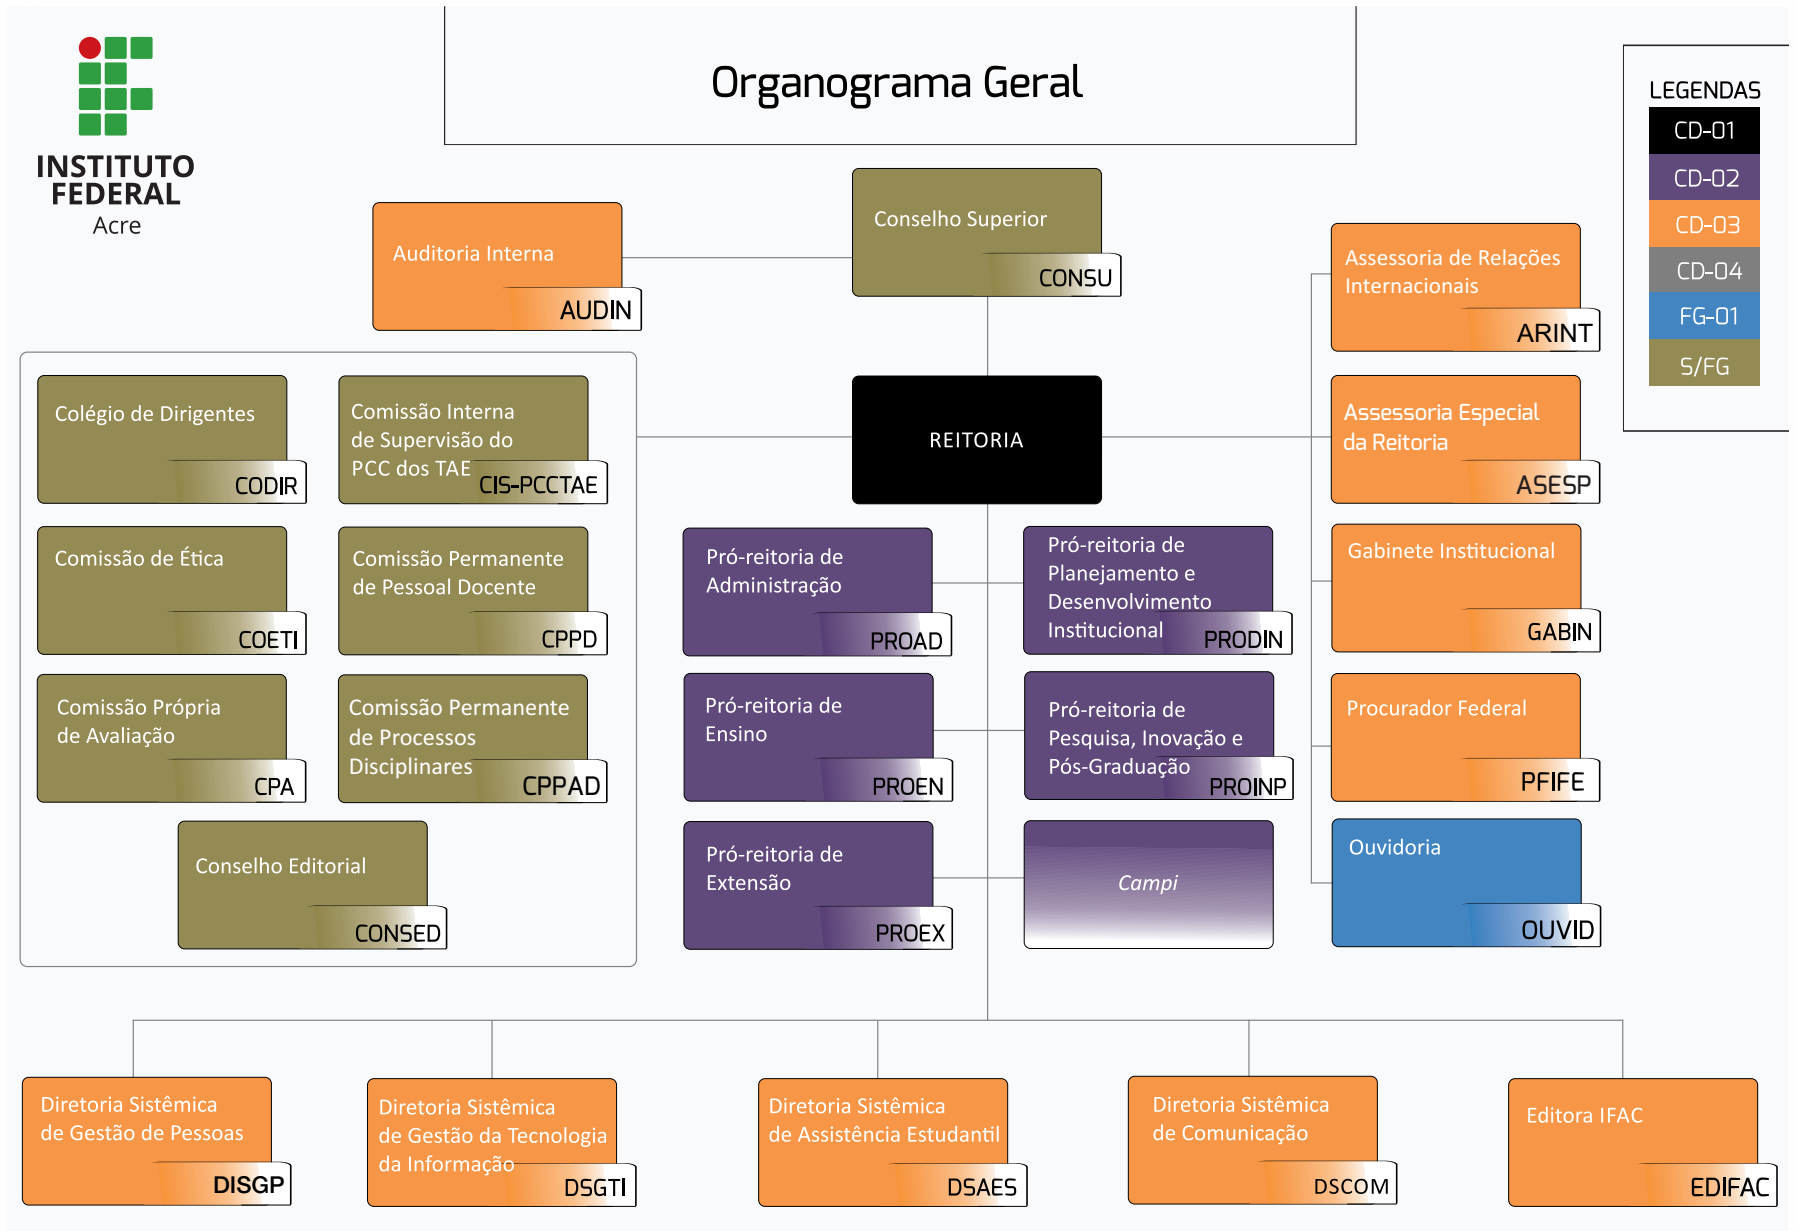 Organograma Geral
INSTITUTO
FEDERAL
Acre
LEGENDAS
CD-01
CD-02
CD-03
CD-04
FG-01
S/FG
Conselho Superior
CONSU
Auditoria Interna
AUDIN
Assessoria de Relações
Internacionais
ARINT
REITORIA
Assessoria Especial
da Reitoria
ASESP
Colégio de Dirigentes
CODIR
Comissão Interna
de Supervisão do
PCC dos TAE
CIS-PCCTAE
Comissão de Ética
COETI
Comissão Permanente
de Pessoal Docente
CPPD
Comissão Própria
de Avaliação
CPA
Comissão Permanente
de Processos
Disciplinares
CPPAD
Conselho Editorial
CONSED
Pró-reitoria de
Administração
PROAD
Pró-reitoria de
Planejamento e
Desenvolvimento
Institucional
PRODIN
Pró-reitoria de
Ensino
PROEN
Pró-reitoria de
Pesquisa, Inovação e
Pós-Graduação
PROINP
Pró-reitoria de
Extensão
PROEX
Campi
Gabinete Institucional
GABIN
Procurador Federal
PFIFE
Ouvidoria
OUVID
Diretoria Sistêmica
de Gestão de Pessoas
DISGP
Diretoria Sistêmica
de Gestão da Tecnologia
da Informação
DSGTI
Diretoria Sistêmica
de Assistência Estudantil
DSAES
Diretoria Sistêmica
de Comunicação
DSCOM
Editora IFAC
EDIFAC